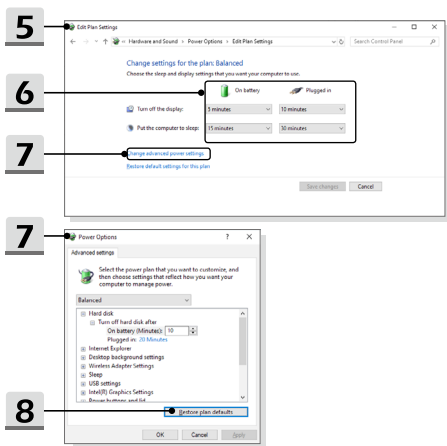 5
Edit Plan Settings
« Hardware and Sound › Power Options › Edit Plan Settings
Search Control Panel
Change settings for the plan: Balanced
Choose the sleep and display settings that you want your computer to use.
6
On battery
Plugged in
Turn off the display:
5 minutes
10 minutes
Put the computer to sleep:
15 minutes
30 minutes
7
Change advanced power settings
Restore default settings for this plan
Save changes
Cancel
7
Power Options
?
Advanced settings
Select the power plan that you want to customize, and
then choose settings that reflect how you want your
computer to manage power.
Balanced
Hard disk
Turn off hard disk after
On battery (Minutes): 10
Plugged in: 20 Minutes
Internet Explorer
Desktop background settings
Wireless Adapter Settings
Sleep
USB settings
Intel(R) Graphics Settings
Power buttons and lid
8
Restore plan defaults
OK
Cancel
Apply